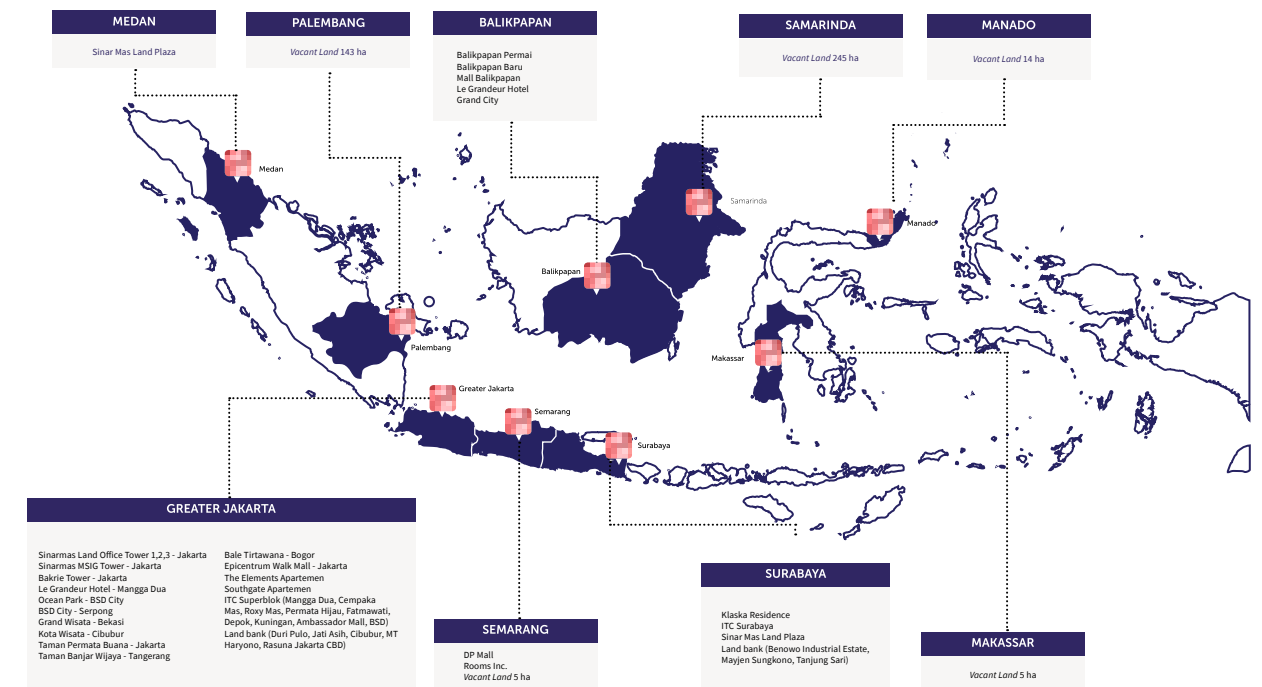 MEDAN
Sinar Mas Land Plaza
PALEMBANG
Vacant Land 143 ha
BALIKPAPAN
Balikpapan Permai
Balikpapan Baru
Mall Balikpapan
Le Grandeur Hotel
Grand City
SAMARINDA
Vacant Land 245 ha
MANADO
Vacant Land 14 ha
Medan
Samarinda
Manado
Balikpapan
Palembang
Makassar
Greater Jakarta
Semarang
Surabaya
GREATER JAKARTA
Sinarmas Land Office Tower 1,2,3 - Jakarta
Sinarmas MSIG Tower - Jakarta
Bakrie Tower - Jakarta
Le Grandeur Hotel - Mangga Dua
Ocean Park - BSD City
BSD City - Serpong
Grand Wisata - Bekasi
Kota Wisata - Cibubur
Taman Permata Buana - Jakarta
Taman Banjar Wijaya - Tangerang
Bale Tirtawana - Bogor
Epicentrum Walk Mall - Jakarta
The Elements Apartemen
Southgate Apartemen
ITC Superblok (Mangga Dua, Cempaka
Mas, Roxy Mas, Permata Hijau, Fatmawati,
Depok, Kuningan, Ambassador Mall, BSD)
Land bank (Duri Pulo, Jati Asih, Cibubur, MT
Haryono, Rasuna Jakarta CBD)
SEMARANG
DP Mall
Rooms Inc.
Vacant Land 5 ha
SURABAYA
Klaska Residence
ITC Surabaya
Sinar Mas Land Plaza
Land bank (Benowo Industrial Estate,
Mayjen Sungkono, Tanjung Sari)
MAKASSAR
Vacant Land 5 ha